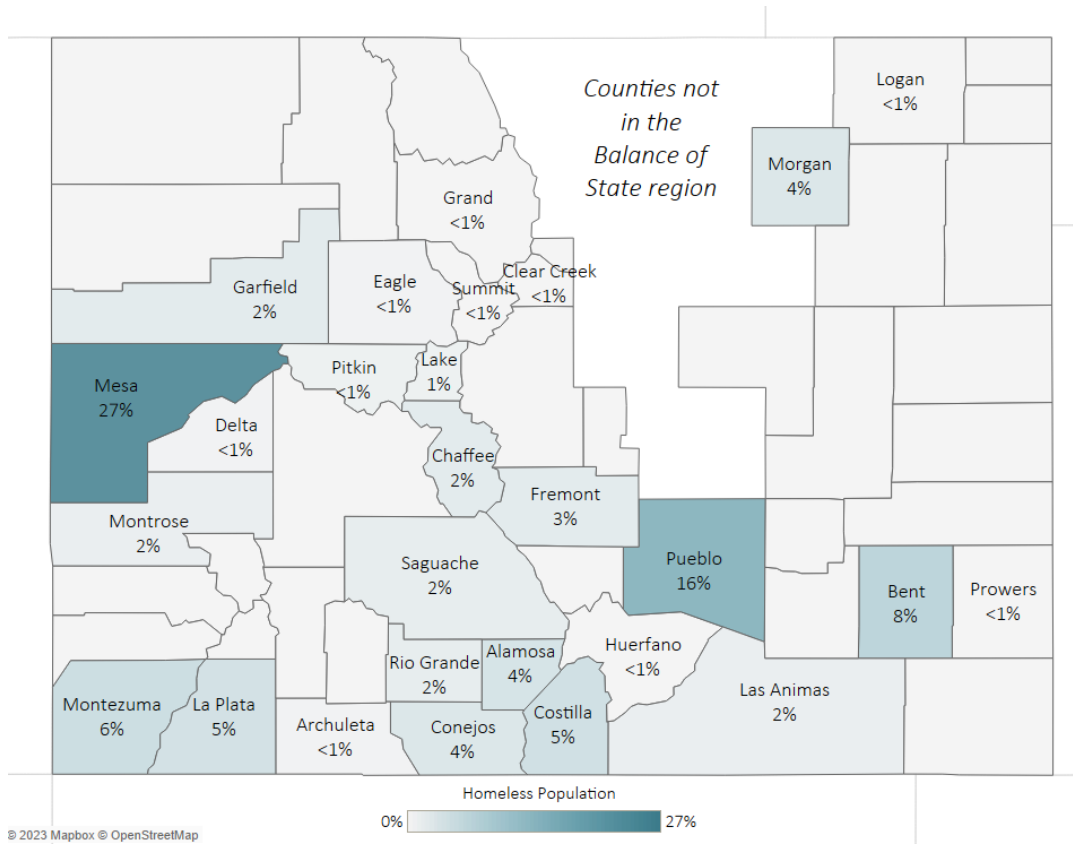 Counties not
in the
Balance of
State region
Logan
<1%
Morgan
4%
Grand
<1%
Clear Creek
<1%
Eagle
<1%
Summit
<1%
Garfield
2%
Mesa
27%
Pitkin
<1%
Lake
1%
Delta
<1%
Chaffee
2%
Fremont
3%
Montrose
2%
Saguache
2%
Pueblo
16%
Bent
8%
Prowers
<1%
Huerfano
<1%
Alamosa
4%
Rio Grande
2%
Montezuma
6%
La Plata
5%
Archuleta
<1%
Conejos
4%
Costilla
5%
Las Animas
2%
Homeless Population
0% 27%
© 2023 Mapbox © OpenStreetMap